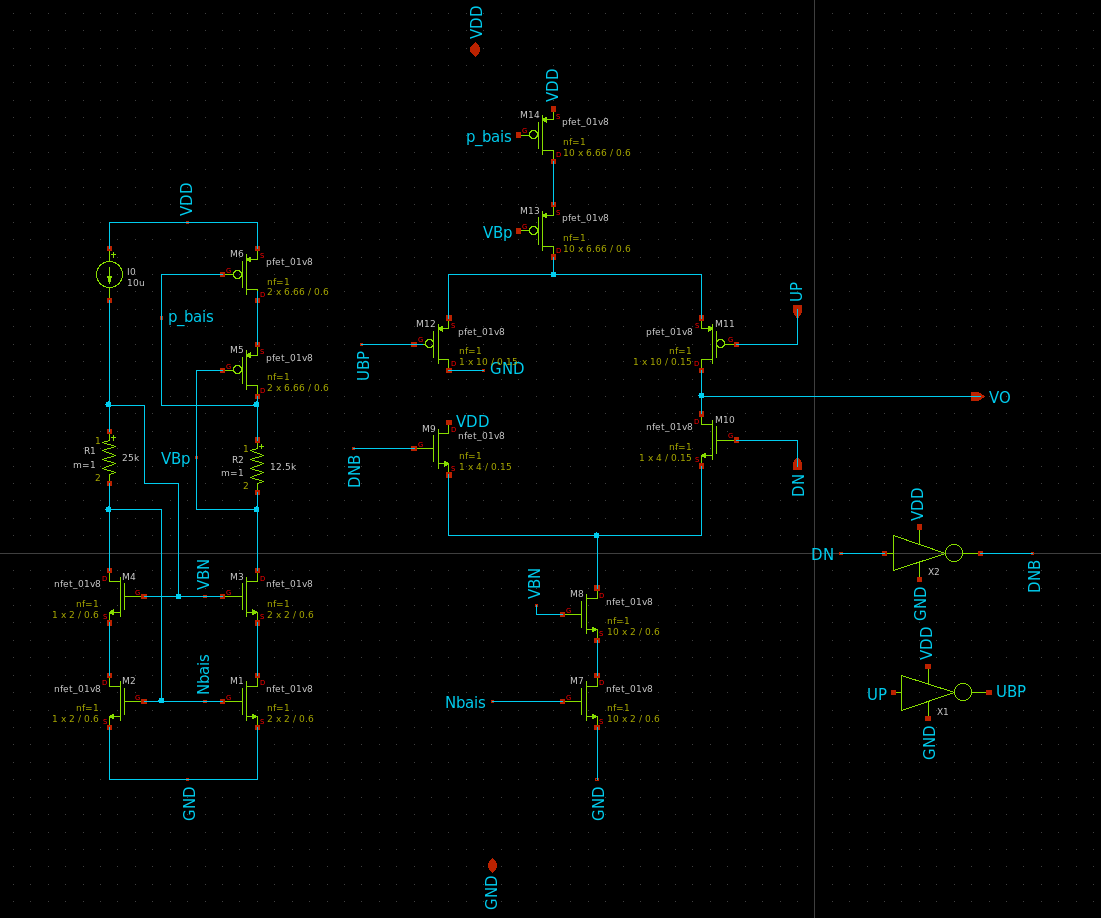 VDD
VDD
M14
S
pfet_01v8
p_bais
G
nf=1
10 x 6.66 / 0.6
D
M13
S
pfet_01v8
VBp
G
nf=1
10 x 6.66 / 0.6
D
VDD
I0
10u
M6
S
pfet_01v8
G
nf=1
2 x 6.66 / 0.6
D
p_bais
M5
S
pfet_01v8
G
nf=1
2 x 6.66 / 0.6
D
R1
m=1
1
2
25k
VBp
R2
m=1
1
2
12.5k
M4
D
nfet_01v8
G
nf=1
1 x 2 / 0.6
S
VBN
M3
D
nfet_01v8
G
nf=1
2 x 2 / 0.6
S
M2
D
nfet_01v8
G
nf=1
1 x 2 / 0.6
S
Nbais
M1
D
nfet_01v8
G
nf=1
2 x 2 / 0.6
S
GND
M12
S
pfet_01v8
G
nf=1
1 x 10 / 0.15
D
UBP
GND
M11
S
pfet_01v8
G
nf=1
1 x 10 / 0.15
D
UP
VO
VDD
M9
D
nfet_01v8
G
nf=1
1 x 4 / 0.15
S
DNB
M10
D
nfet_01v8
G
nf=1
1 x 4 / 0.15
S
DN
VBN
M8
D
nfet_01v8
G
nf=1
10 x 2 / 0.6
S
Nbais
M7
D
nfet_01v8
G
nf=1
10 x 2 / 0.6
S
GND
GND
VDD
DN
X2
DNB
GND
VDD
UP
X1
UBP
GND